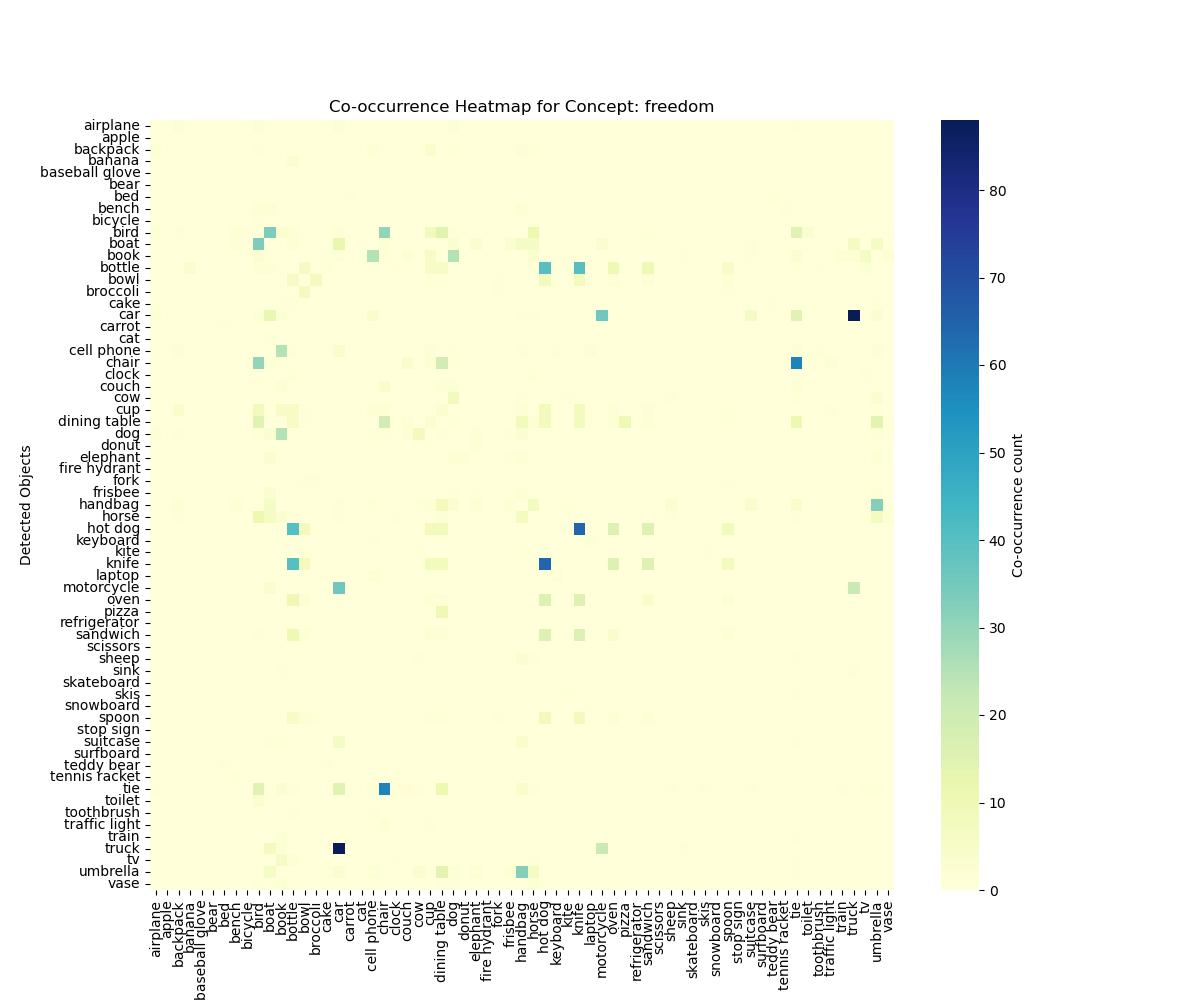 Co-occurrence Heatmap for Concept: freedom
airplane
apple
backpack
banana
baseball glove
bear
bed
bench
bicycle
bird
boat
book
bottle
bowl
broccoli
cake
car
carrot
cat
cell phone
chair
clock
couch
cow
cup
dining table
dog
donut
elephant
fire hydrant
fork
frisbee
handbag
horse
hot dog
keyboard
kite
knife
laptop
motorcycle
oven
pizza
refrigerator
sandwich
scissors
sheep
sink
skateboard
skis
snowboard
spoon
stop sign
suitcase
surfboard
teddy bear
tennis racket
tie
toilet
toothbrush
traffic light
train
truck
tv
umbrella
vase
Detected Objects
airplane
apple
backpack
banana
baseball glove
bear
bed
bench
bicycle
bird
boat
book
bottle
bowl
broccoli
cake
car
carrot
cat
cell phone
chair
clock
couch
cow
cup
dining table
dog
donut
elephant
fire hydrant
fork
frisbee
handbag
horse
hot dog
keyboard
kite
knife
laptop
motorcycle
oven
pizza
refrigerator
sandwich
scissors
sheep
sink
skateboard
skis
snowboard
spoon
stop sign
suitcase
surfboard
teddy bear
tennis racket
tie
toilet
toothbrush
traffic light
train
truck
tv
umbrella
vase
80
70
60
50
40
30
20
10
0
Co-occurrence count